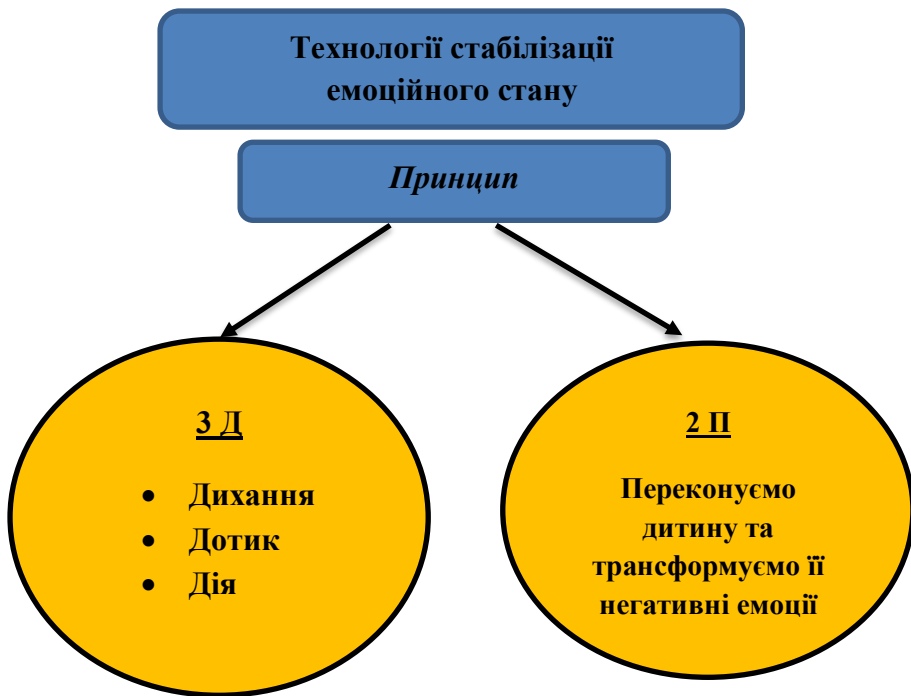 Технології стабілізації
емоційного стану
Принцип
3 Д
• Дихання
• Дотик
• Дія
2 П
Переконуємо
дитину та
трансформуємо її
негативні емоції